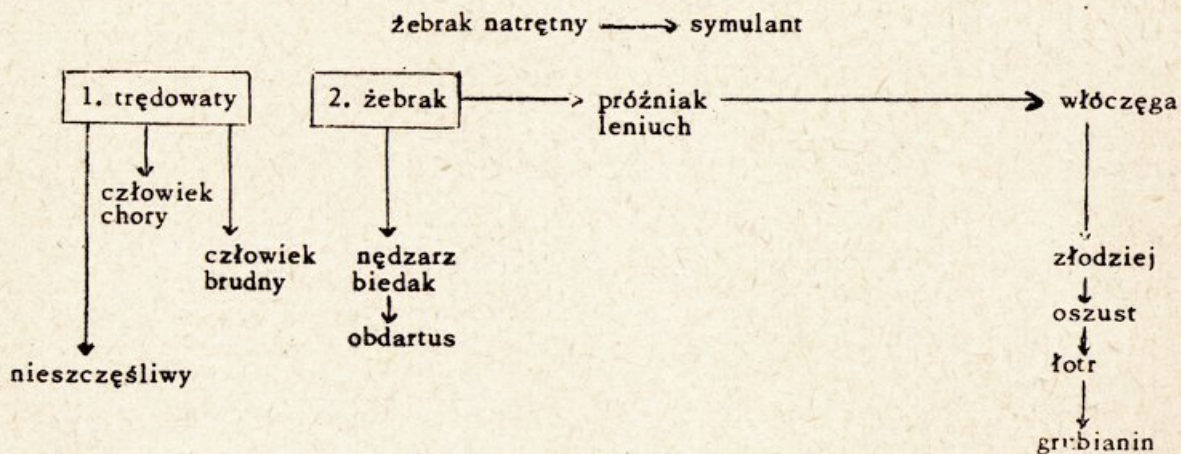 żebrak natrętny → symulant
1. trędowaty
2. żebrak
próżniak
leniuch
włóczęga
człowiek
chory
człowiek
brudny
nędzarz
biedak
obdartus
złodziej
oszust
łotr
grubianin
nieszczęśliwy